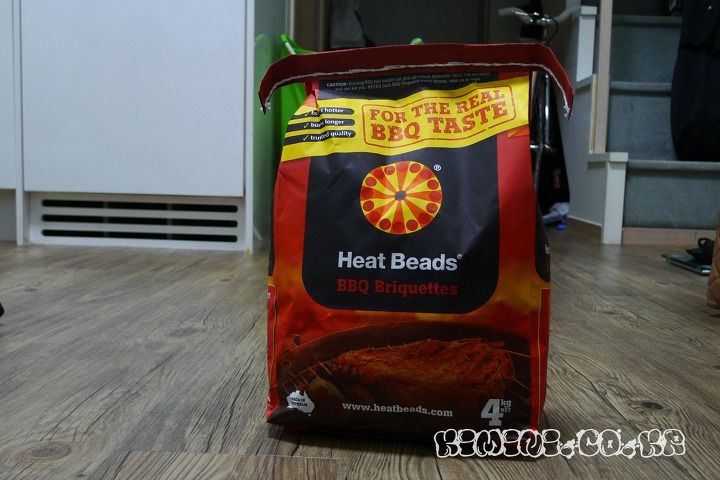 FOR THE REAL
BBQ TASTE
hotter
longer
trusted quality
®
Heat Beads®
BBQ Briquettes
www.heatbeads.com
4kg
NET
kimini.co.kr